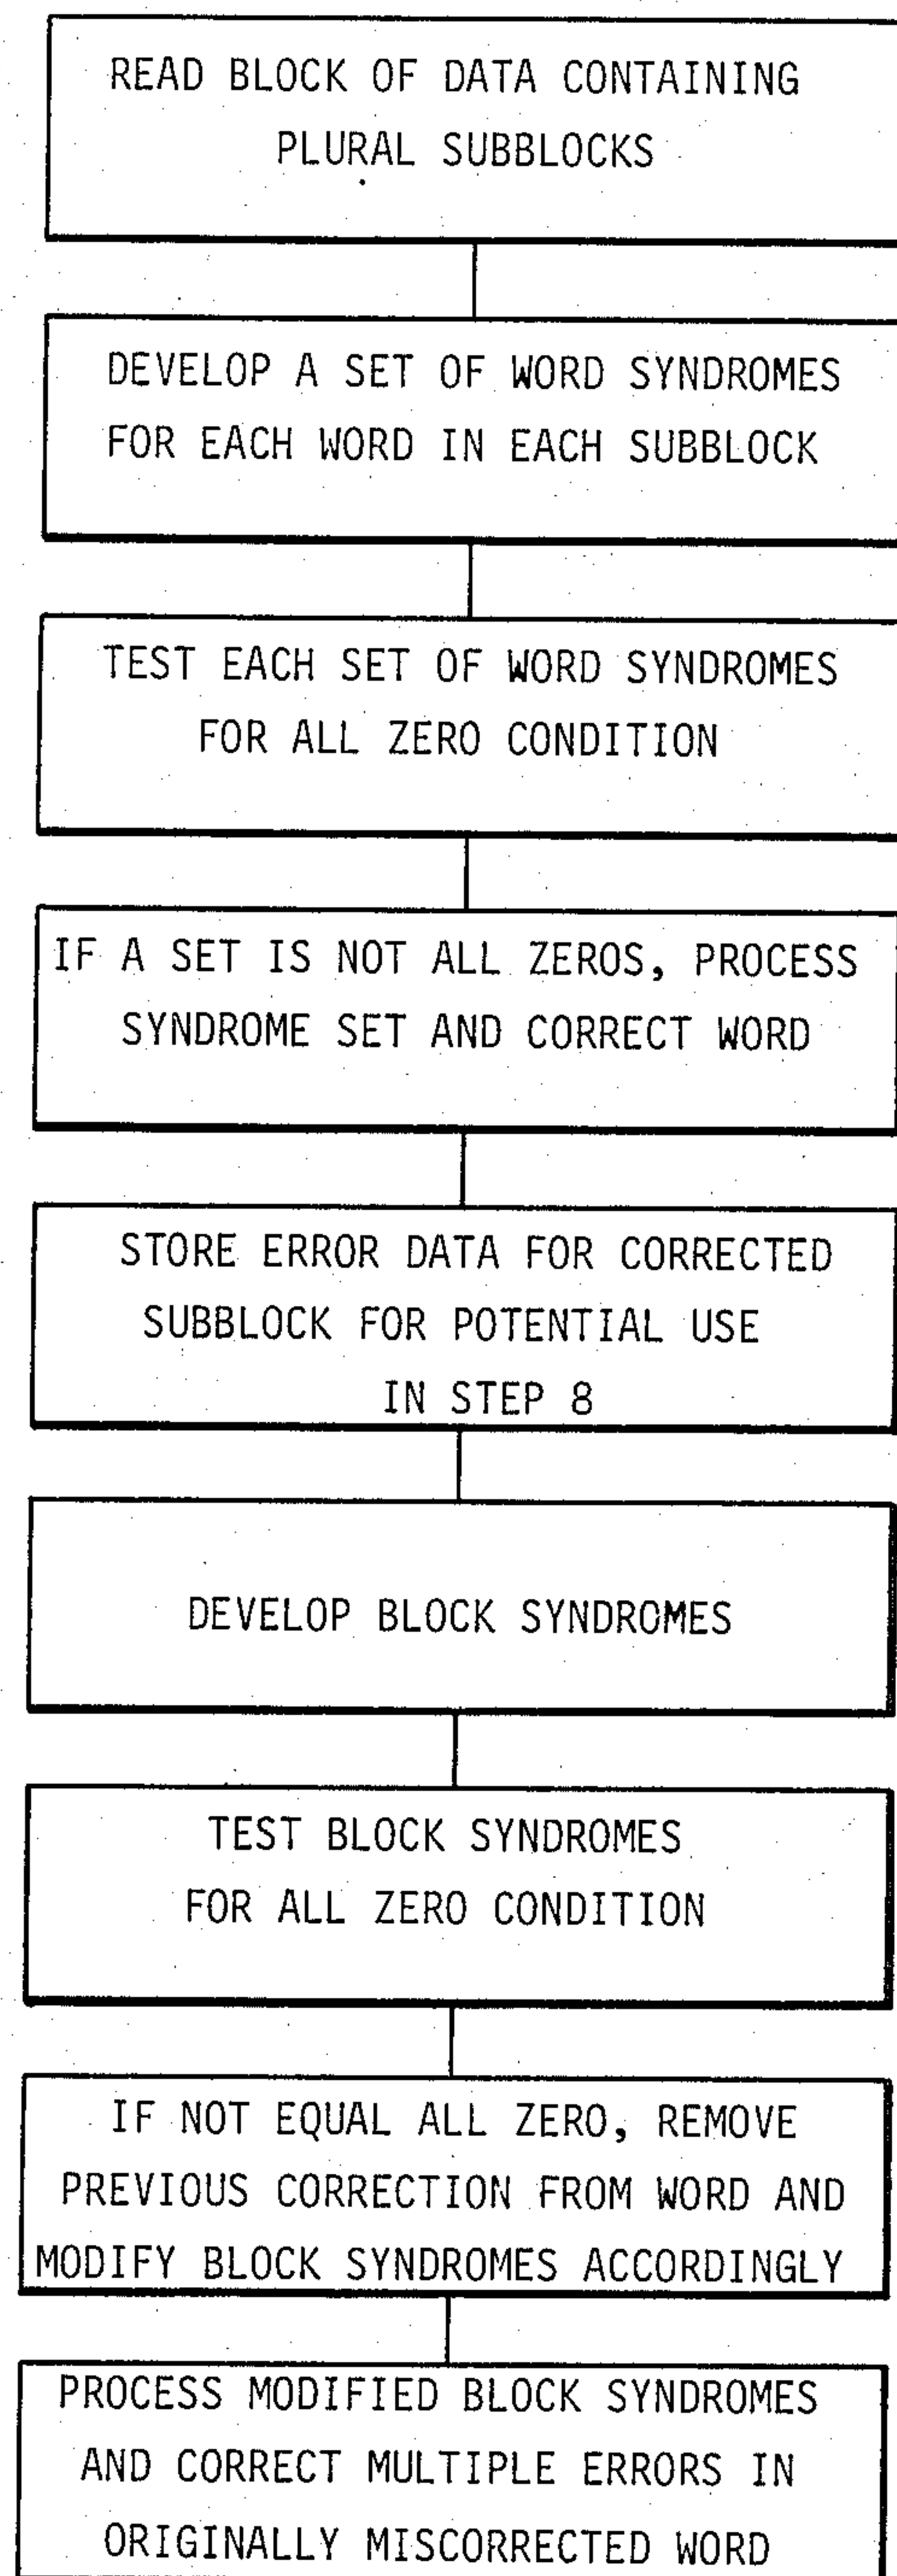 READ BLOCK OF DATA CONTAINING
PLURAL SUBBLOCKS
DEVELOP A SET OF WORD SYNDROMES
FOR EACH WORD IN EACH SUBBLOCK
TEST EACH SET OF WORD SYNDROMES
FOR ALL ZERO CONDITION
IF A SET IS NOT ALL ZEROS, PROCESS
SYNDROME SET AND CORRECT WORD
STORE ERROR DATA FOR CORRECTED
SUBBLOCK FOR POTENTIAL USE
IN STEP 8
DEVELOP BLOCK SYNDROMES
TEST BLOCK SYNDROMES
FOR ALL ZERO CONDITION
IF NOT EQUAL ALL ZERO, REMOVE
PREVIOUS CORRECTION FROM WORD AND
MODIFY BLOCK SYNDROMES ACCORDINGLY
PROCESS MODIFIED BLOCK SYNDROMES
AND CORRECT MULTIPLE ERRORS IN
ORIGINALLY MISCORRECTED WORD